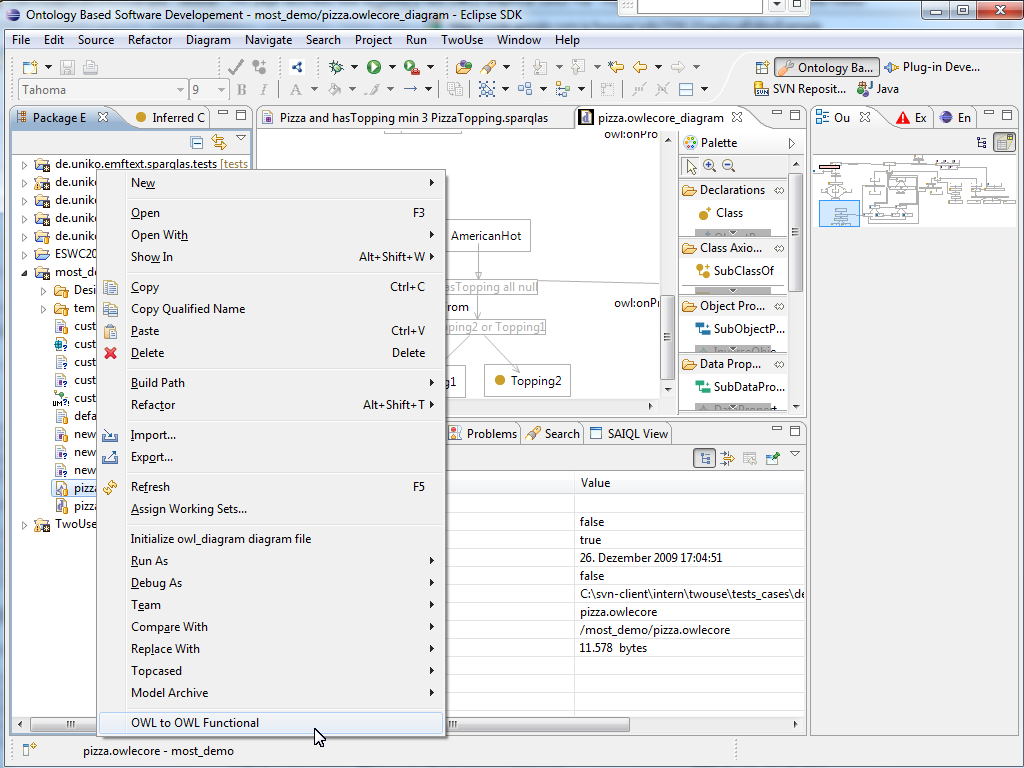 Ontology Based Software Developement - most_demo/pizza.owlecore_diagram - Eclipse SDK
File Edit Source Refactor Diagram Navigate Search Project Run TwoUse Window Help
Ontology Ba... Plug-in Deve...
Tahoma 9 B I A SVN Reposit... Java
Package E Inferred C
Pizza and hasTopping min 3 PizzaTopping.sparqlas pizza.owlecore_diagram
Ou Ex En
de.uniko.emftext.sparqlas.tests [tests
de.uniko
de.uniko
de.uniko
de.uniko
ESWC20
most_de
Desi
tem
cust
cust
cust
cust
cust
defa
new
new
new
pizza
pizza
TwoUse
New
Open F3
Open With
Show In Alt+Shift+W
Copy Ctrl+C
Copy Qualified Name
Paste Ctrl+V
Delete Delete
Build Path
Refactor Alt+Shift+T
Import...
Export...
Refresh F5
Assign Working Sets...
Initialize owl_diagram diagram file
Run As
Debug As
Team
Compare With
Replace With
Topcased
Model Archive
OWL to OWL Functional
owl:onPro
AmericanHot
hasTopping all null
owl:onPr
rom
ping2 or Topping1
g1
Topping2
Palette
Declarations
Class
Class Axio...
SubClassOf
Object Pro...
SubObjectP...
Data Prop...
SubDataPro...
Problems Search SAIQL View
Value
false
true
26. Dezember 2009 17:04:51
false
C:\svn-client\intern\twouse\tests_cases\de
pizza.owlecore
/most_demo/pizza.owlecore
11.578 bytes
pizza.owlecore - most_demo